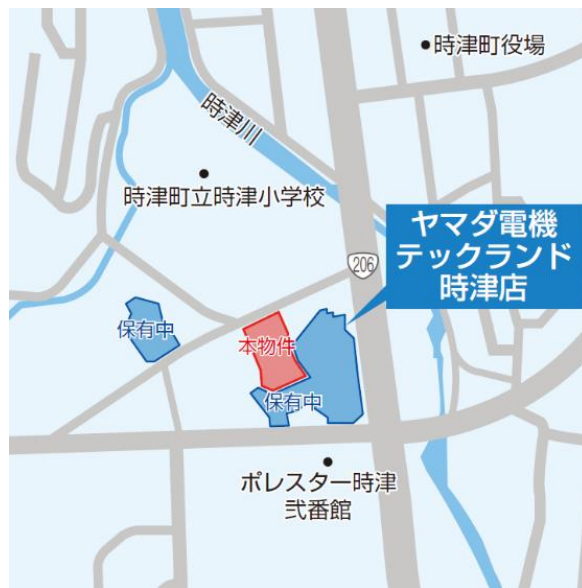 時津町役場
時津川
時津町立時津小学校
ヤマダ電機
テックランド
時津店
206
保有中
本物件
保有中
ポレスター時津
弐番館